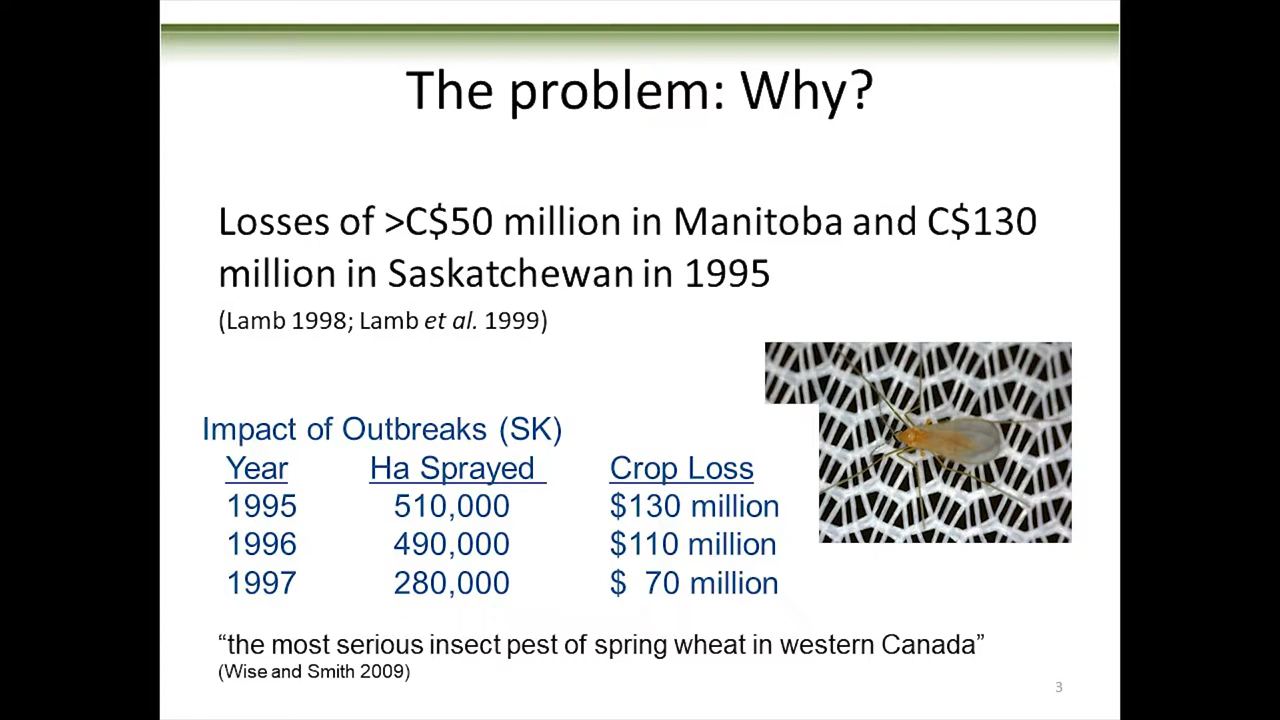 The problem: Why?
Losses of >C$50 million in Manitoba and C$130
million in Saskatchewan in 1995
(Lamb 1998; Lamb et al. 1999)
Impact of Outbreaks (SK)
Year Ha Sprayed Crop Loss
1995 510,000 $130 million
1996 490,000 $110 million
1997 280,000 $ 70 million
“the most serious insect pest of spring wheat in western Canada”
(Wise and Smith 2009)
3